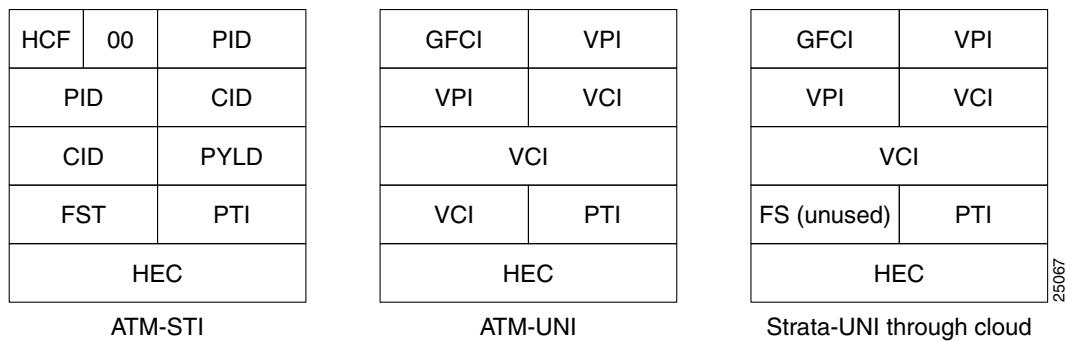 HCF 00 PID GFCI VPI GFCI VPI
PID CID VPI VCI VPI VCI
CID PYLD VCI VCI
FST PTI VCI PTI FS (unused) PTI
HEC HEC HEC
25067
ATM-STI ATM-UNI Strata-UNI through cloud